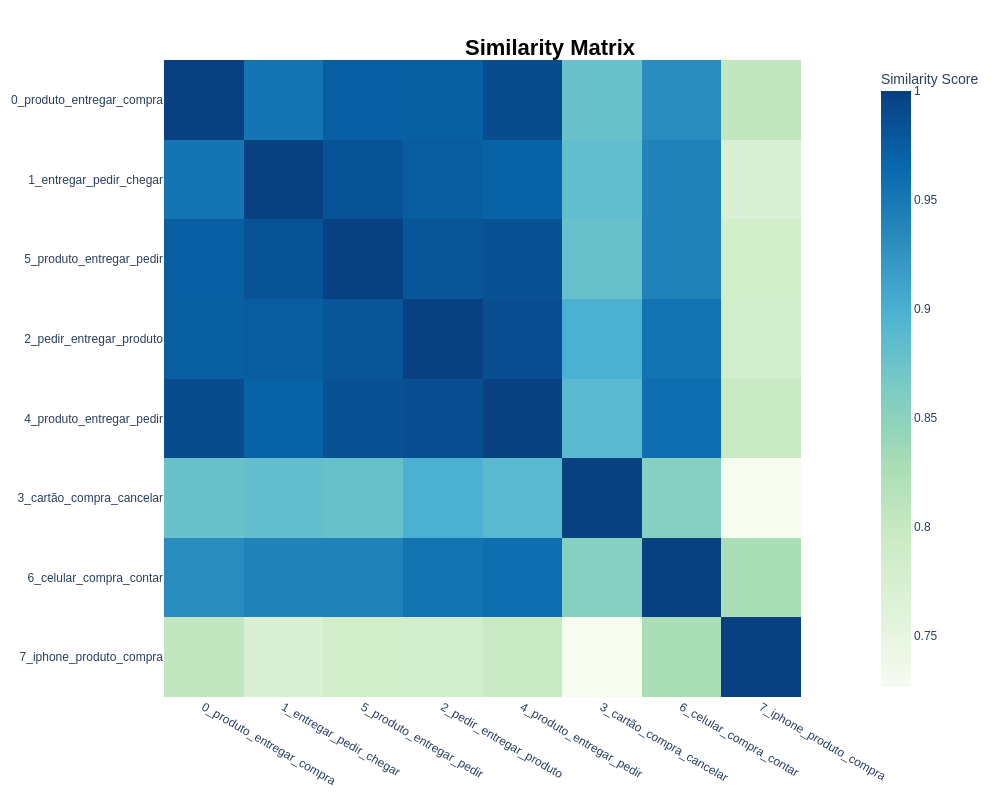 Similarity Matrix
Similarity Score
0_produto_entregar_compra
1_entregar_pedir_chegar
5_produto_entregar_pedir
2_pedir_entregar_produto
4_produto_entregar_pedir
3_cartão_compra_cancelar
6_celular_compra_contar
7_iphone_produto_compra
0_produto_entregar_compra
1_entregar_pedir_chegar
5_produto_entregar_pedir
2_pedir_entregar_produto
4_produto_entregar_pedir
3_cartão_compra_cancelar
6_celular_compra_contar
7_iphone_produto_compra
1
0.95
0.9
0.85
0.8
0.75